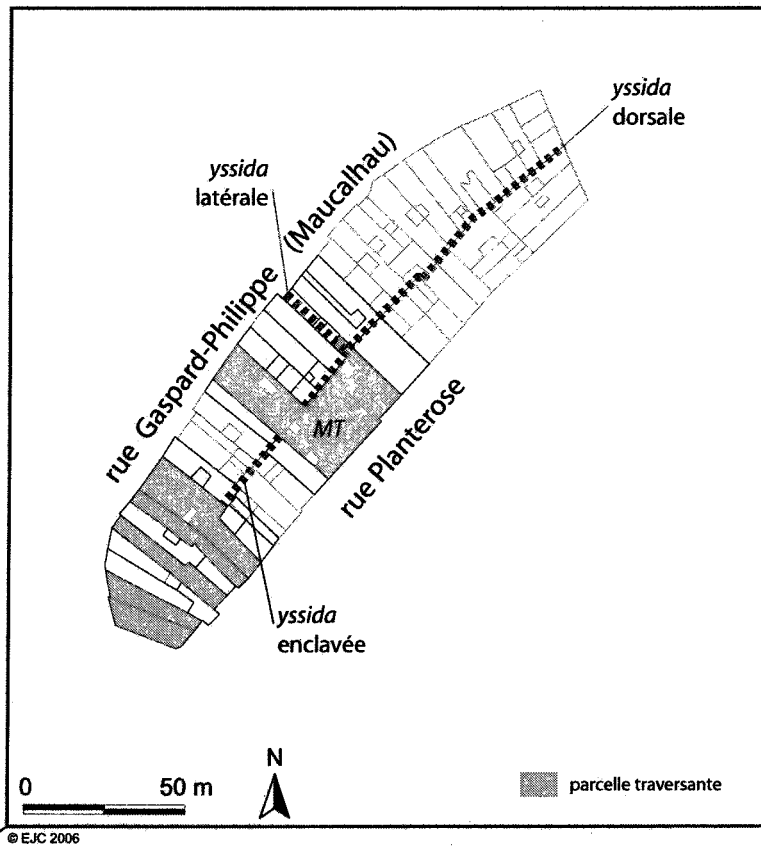 yssida
dorsale
yssida
latérale
rue Gaspard-Philippe (Maucalhau)
MT
rue Planterose
yssida
enclavée
N
0 50 m
parcelle traversante
© EJC 2006